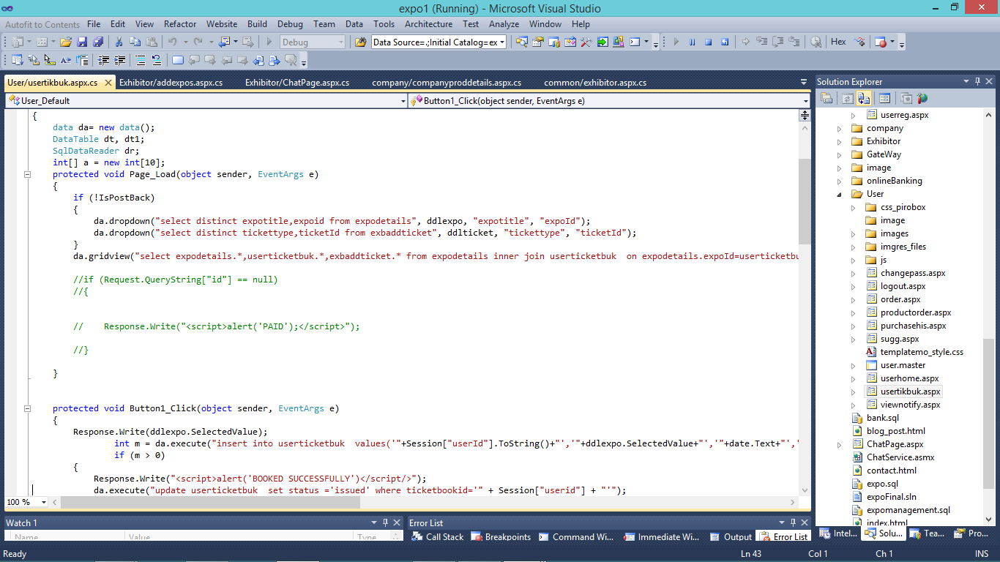 expo1 (Running) - Microsoft Visual Studio
Autofit to Contents File Edit View Refactor Website Build Debug Team Data Tools Architecture Test Analyze Window Help
Debug Data Source=.;Initial Catalog=ex Hex
User/usertikbuk.aspx.cs Exhibitor/addexpos.aspx.cs Exhibitor/ChatPage.aspx.cs company/companyproddetails.aspx.cs common/exhibitor.aspx.cs
User_Default Button1_Click(object sender, EventArgs e)
{
data da= new data();
DataTable dt, dt1;
SqlDataReader dr;
int[] a = new int[10];
protected void Page_Load(object sender, EventArgs e)
{
if (!IsPostBack)
{
da.dropdown("select distinct expotitle,expoid from expodetails", ddlexpo, "expotitle", "expoId");
da.dropdown("select distinct tickettype,ticketId from exbaddticket", ddlticket, "tickettype", "ticketId");
}
da.gridview("select expodetails.*,userticketbuk.*,exbaddticket.* from expodetails inner join userticketbuk  on expodetails.expoId=userticketbu
//if (Request.QueryString["id"] == null)
//{
//    Response.Write("<script>alert('PAID');</script>");
//}
}
protected void Button1_Click(object sender, EventArgs e)
{
Response.Write(ddlexpo.SelectedValue);
int m = da.execute("insert into userticketbuk  values('"+Session["userId"].ToString()+"','"+ddlexpo.SelectedValue+"','"+date.Text+"','
if (m > 0)
{
Response.Write("<script>alert('BOOKED SUCCESSFULLY')</script/>");
da.execute("update userticketbuk  set status ='issued' where ticketbookid='" + Session["userid"] + "'");
100 %
Solution Explorer
userreg.aspx
company
Exhibitor
GateWay
image
onlineBanking
User
css_pirobox
image
images
imgres_files
js
changepass.aspx
logout.aspx
order.aspx
productorder.aspx
purchasehis.aspx
sugg.aspx
templatemo_style.css
user.master
userhome.aspx
usertikbuk.aspx
viewnotify.aspx
bank.sql
blog_post.html
ChatPage.aspx
ChatService.asmx
contact.html
expo.sql
expoFinal.sln
expomanagement.sql
index.html
Intel... Solu... Tea... Pro...
Watch 1
Name Value Type
Error List
Call Stack Breakpoints Command Wi... Immediate Wi... Output Error List
Ready Ln 43 Col 1 Ch 1 INS